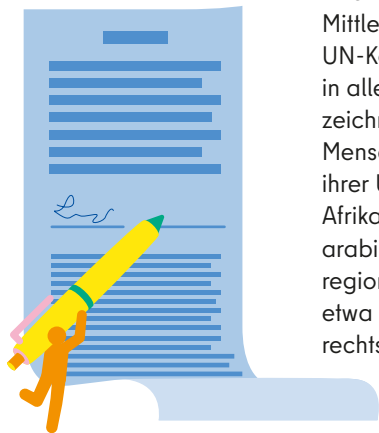 Mittle
UN-K
in alle
zeichn
Mensc
ihrer
Afrika
arabi
region
etwa
rechts